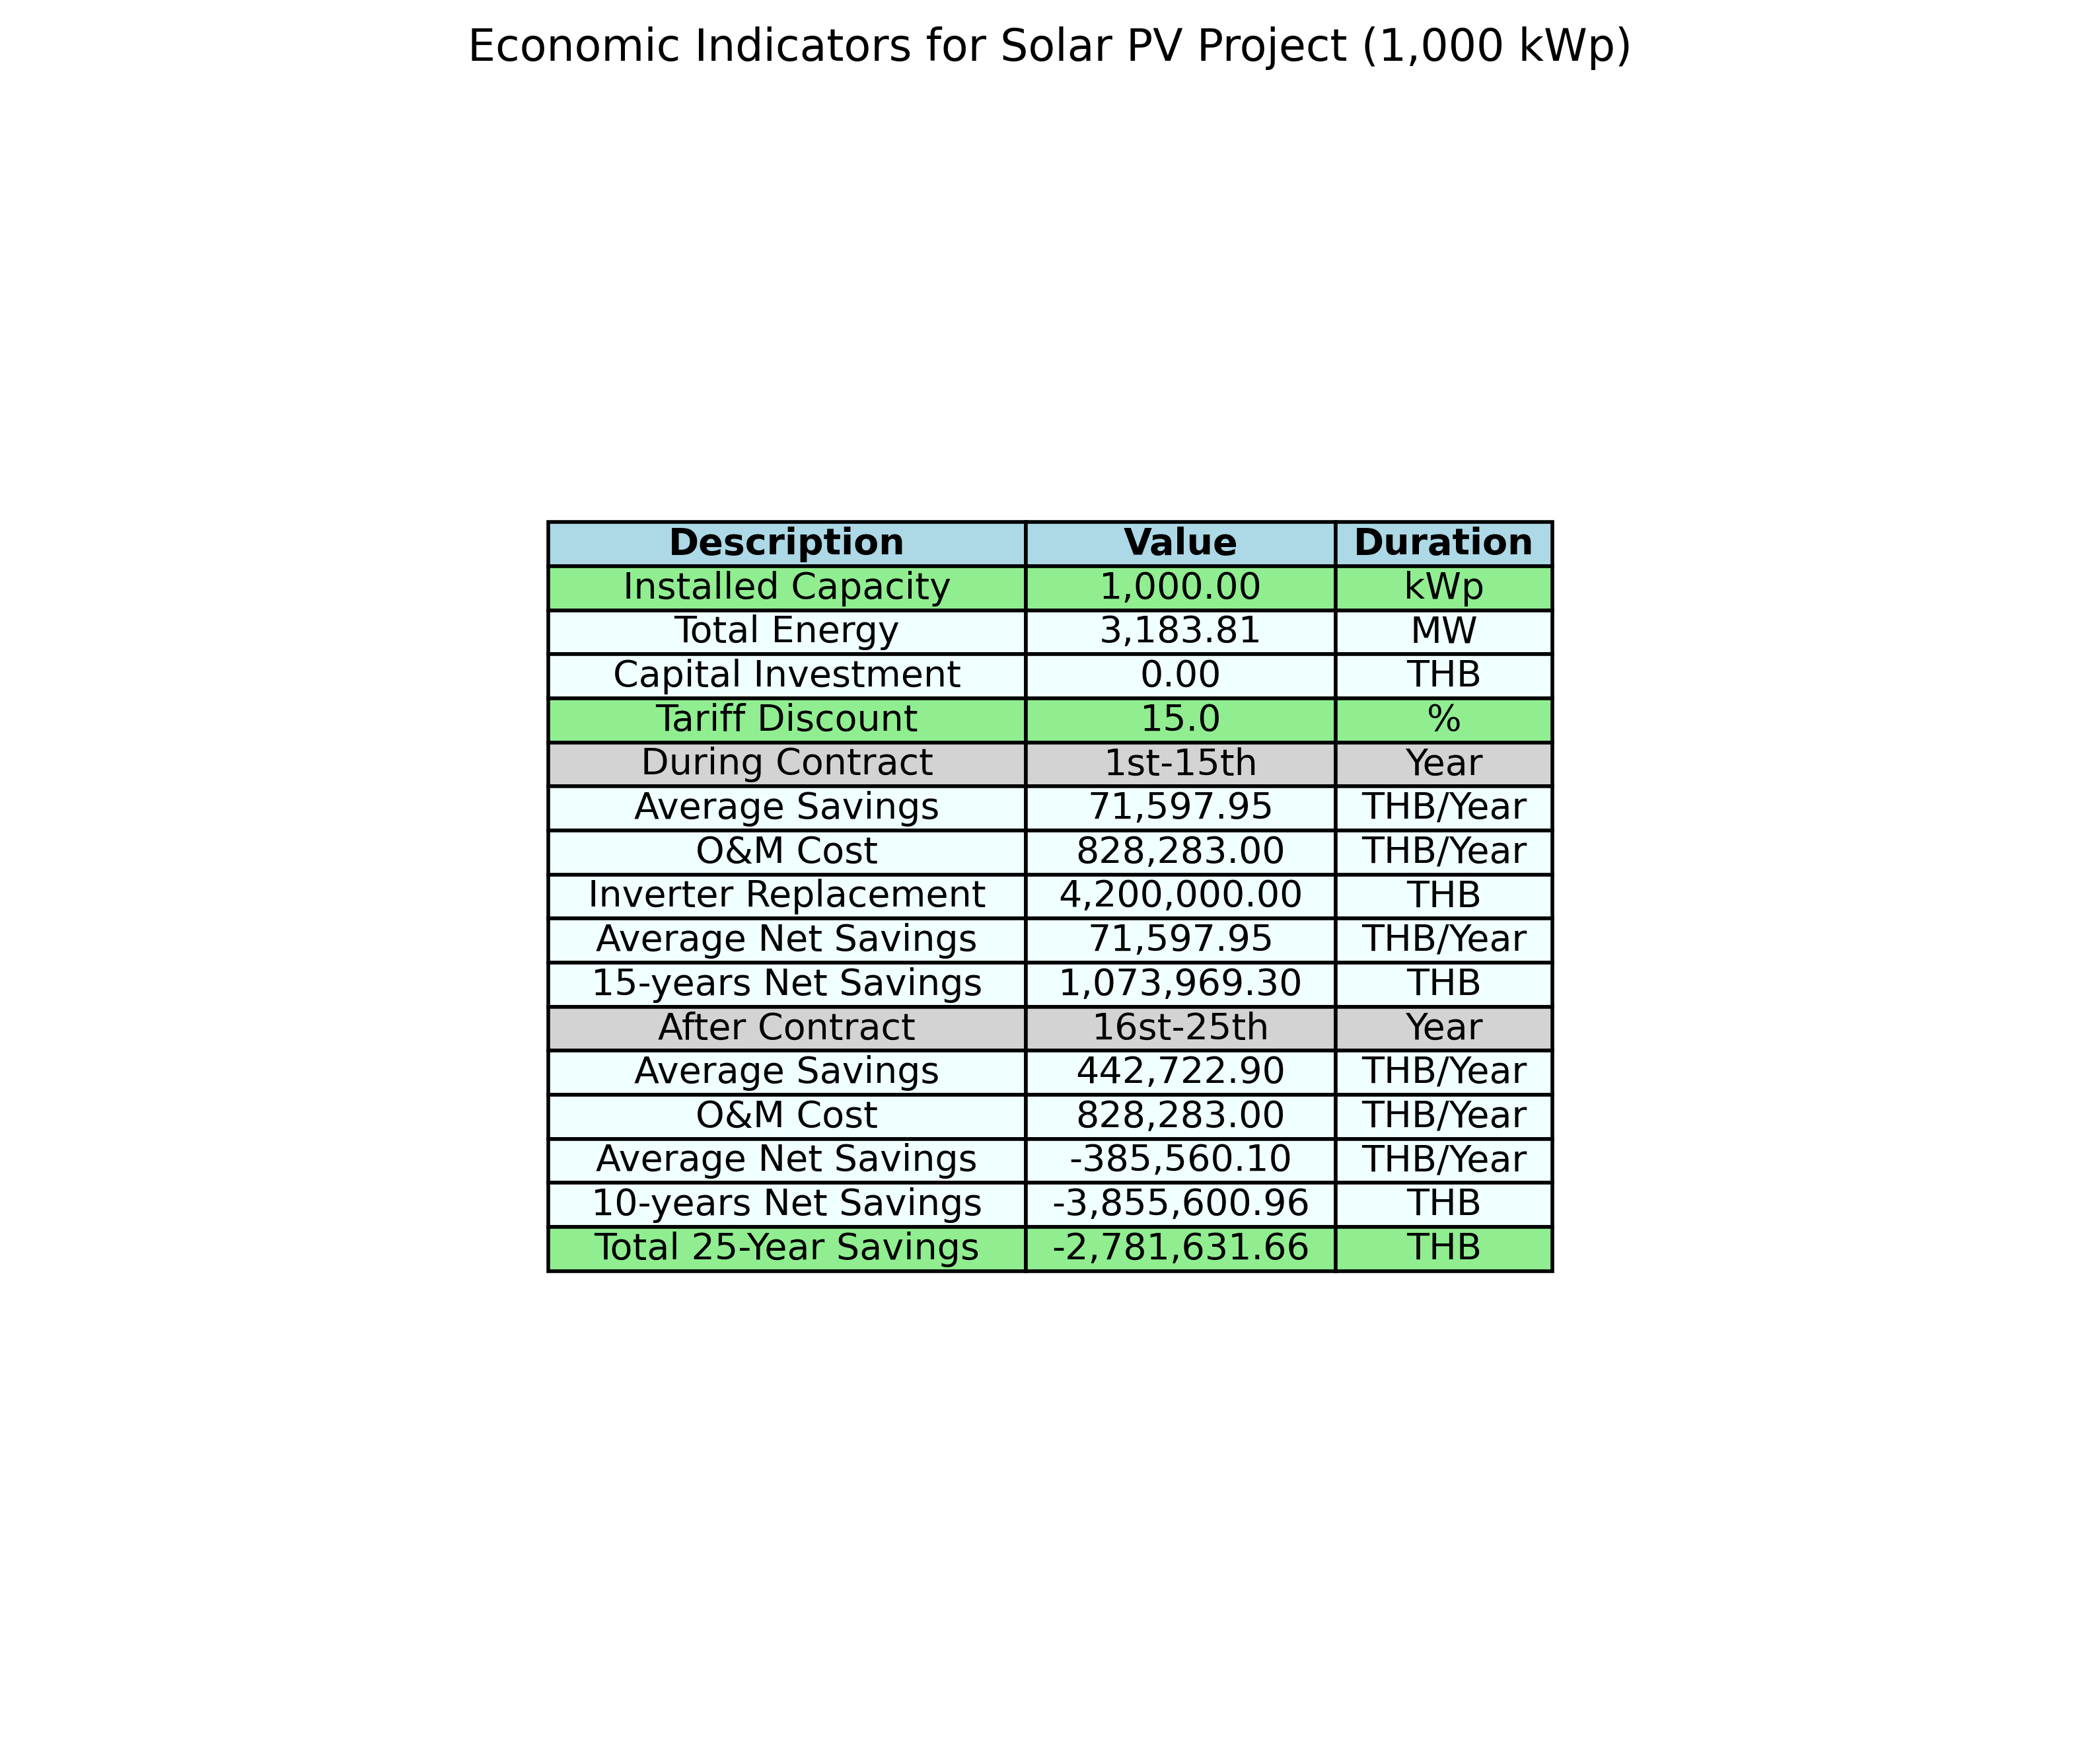 Economic Indicators for Solar PV Project (1,000 kWp)
Description Value Duration
Installed Capacity 1,000.00 kWp
Total Energy 3,183.81 MW
Capital Investment 0.00 THB
Tariff Discount 15.0 %
During Contract 1st-15th Year
Average Savings 71,597.95 THB/Year
O&M Cost 828,283.00 THB/Year
Inverter Replacement 4,200,000.00 THB
Average Net Savings 71,597.95 THB/Year
15-years Net Savings 1,073,969.30 THB
After Contract 16st-25th Year
Average Savings 442,722.90 THB/Year
O&M Cost 828,283.00 THB/Year
Average Net Savings -385,560.10 THB/Year
10-years Net Savings -3,855,600.96 THB
Total 25-Year Savings -2,781,631.66 THB